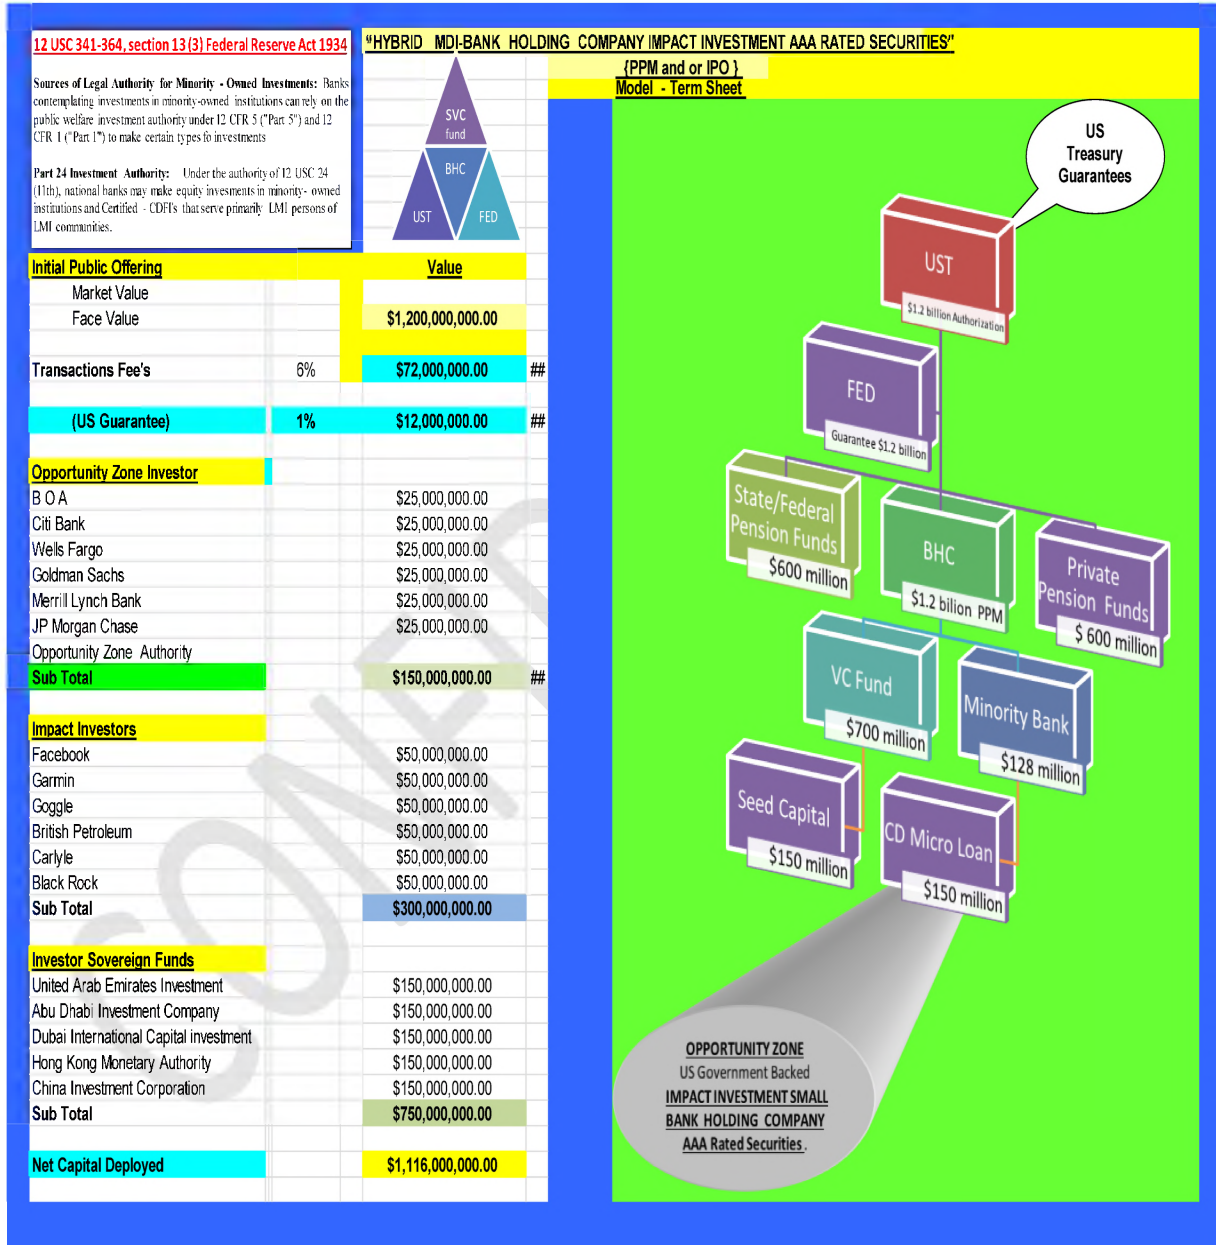 12 USC 341-364, section 13 (3) Federal Reserve Act 1934
Sources of Legal Authority for Minority - Owned Investments: Banks
contemplating investments in minority-owned institutions can rely on the
public welfare investment authority under 12 CFR 5 ("Part 5") and 12
CFR 1 ("Part 1") to make certain types fo investments
Part 24 Investment Authority: Under the authority of 12 USC 24
(11th), national banks may make equity invesments in minority- owned
institutions and Certified - CDFI's that serve primarily LMI persons of
LMI communities.
"HYBRID MDI-BANK HOLDING COMPANY IMPACT INVESTMENT AAA RATED SECURITIES"
{PPM and or IPO }
Model - Term Sheet
SVC
fund
BHC
UST
FED
Initial Public Offering Value
Market Value
Face Value $1,200,000,000.00
Transactions Fee's 6% $72,000,000.00 ##
(US Guarantee) 1% $12,000,000.00 ##
Opportunity Zone Investor
B O A $25,000,000.00
Citi Bank $25,000,000.00
Wells Fargo $25,000,000.00
Goldman Sachs $25,000,000.00
Merrill Lynch Bank $25,000,000.00
JP Morgan Chase $25,000,000.00
Opportunity Zone Authority
Sub Total $150,000,000.00 ##
Impact Investors
Facebook $50,000,000.00
Garmin $50,000,000.00
Goggle $50,000,000.00
British Petroleum $50,000,000.00
Carlyle $50,000,000.00
Black Rock $50,000,000.00
Sub Total $300,000,000.00
Investor Sovereign Funds
United Arab Emirates Investment $150,000,000.00
Abu Dhabi Investment Company $150,000,000.00
Dubai International Capital investment $150,000,000.00
Hong Kong Monetary Authority $150,000,000.00
China Investment Corporation $150,000,000.00
Sub Total $750,000,000.00
Net Capital Deployed $1,116,000,000.00
US
Treasury
Guarantees
UST
$1.2 billion Authorization
FED
Guarantee $1.2 billion
State/Federal
Pension Funds
$600 million
BHC
$1.2 bilion PPM
Private
Pension Funds
$ 600 million
VC Fund
$700 million
Minority Bank
$128 million
Seed Capital
$150 million
CD Micro Loan
$150 million
OPPORTUNITY ZONE
US Government Backed
IMPACT INVESTMENT SMALL
BANK HOLDING COMPANY
AAA Rated Securities .